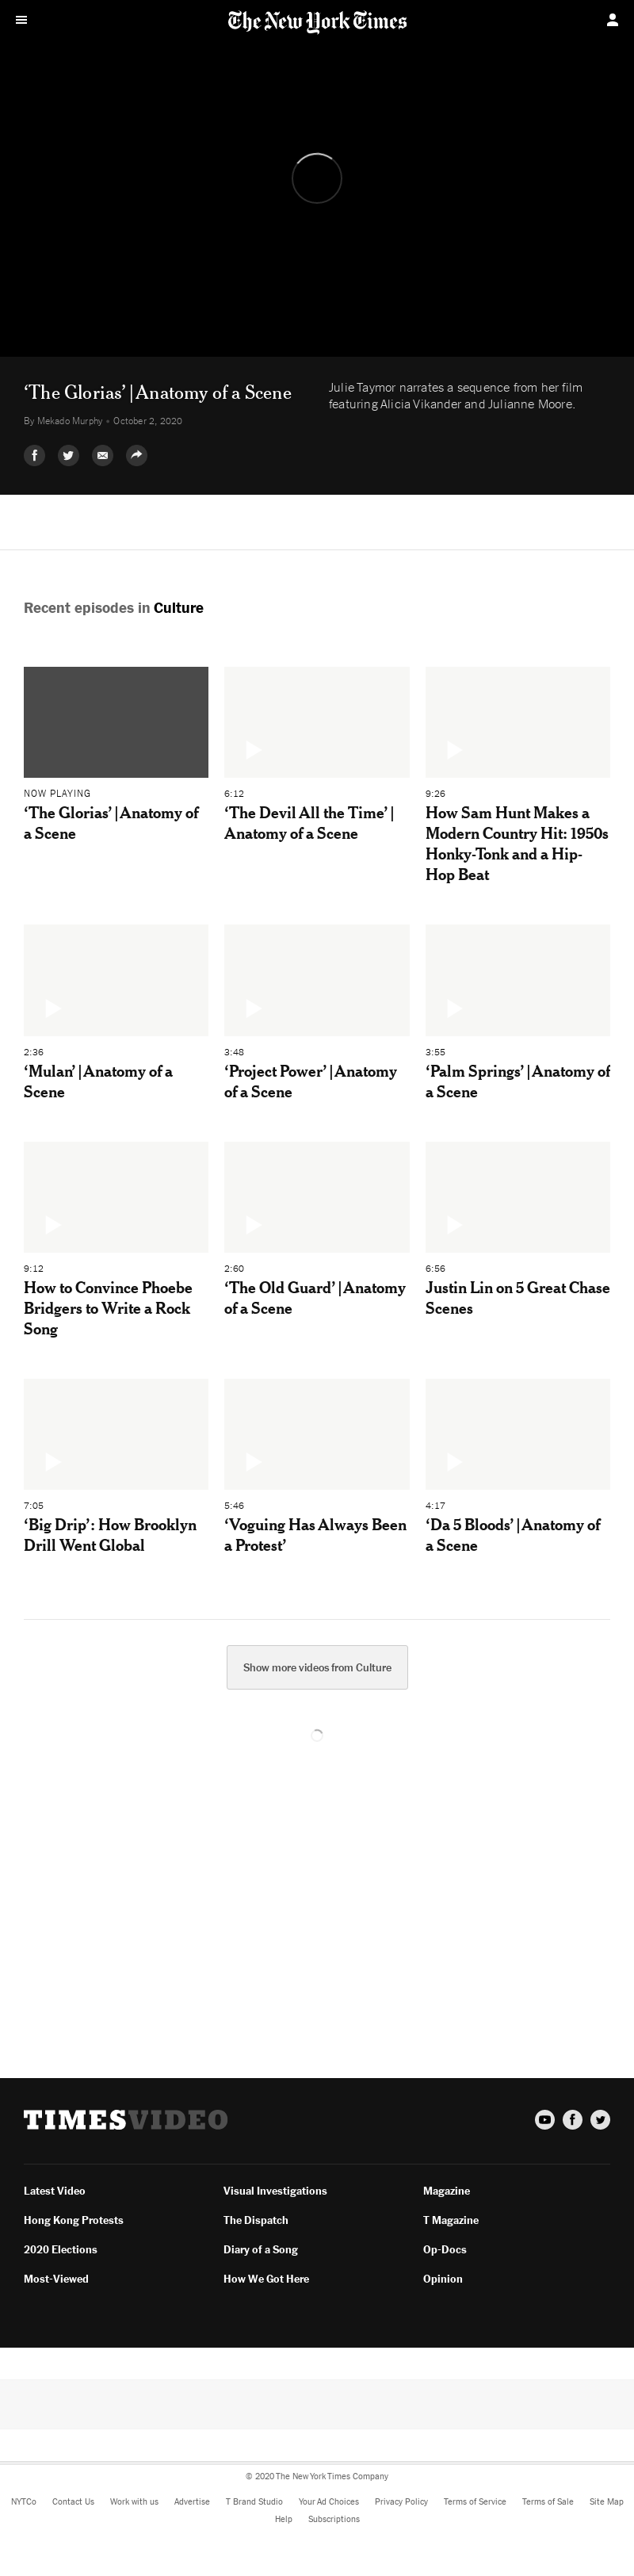 The New York Times
‘The Glorias’ | Anatomy of a Scene
By Mekado Murphy • October 2, 2020
Julie Taymor narrates a sequence from her film
featuring Alicia Vikander and Julianne Moore.
Recent episodes in Culture
NOW PLAYING
‘The Glorias’ | Anatomy of
a Scene
6:12
‘The Devil All the Time’ |
Anatomy of a Scene
9:26
How Sam Hunt Makes a
Modern Country Hit: 1950s
Honky-Tonk and a Hip-
Hop Beat
2:36
‘Mulan’ | Anatomy of a
Scene
3:48
‘Project Power’ | Anatomy
of a Scene
3:55
‘Palm Springs’ | Anatomy of
a Scene
9:12
How to Convince Phoebe
Bridgers to Write a Rock
Song
2:60
‘The Old Guard’ | Anatomy
of a Scene
6:56
Justin Lin on 5 Great Chase
Scenes
7:05
‘Big Drip’: How Brooklyn
Drill Went Global
5:46
‘Voguing Has Always Been
a Protest’
4:17
‘Da 5 Bloods’ | Anatomy of
a Scene
Show more videos from Culture
TIMESVIDEO
Latest Video
Visual Investigations
Magazine
Hong Kong Protests
The Dispatch
T Magazine
2020 Elections
Diary of a Song
Op-Docs
Most-Viewed
How We Got Here
Opinion
© 2020 The New York Times Company
NYTCo Contact Us Work with us Advertise T Brand Studio Your Ad Choices Privacy Policy Terms of Service Terms of Sale Site Map
Help Subscriptions